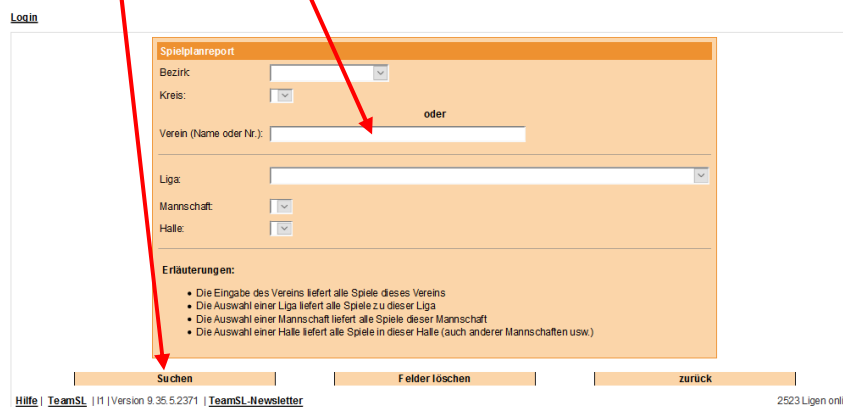 Login
Spielplanreport
Bezirk:
Kreis:
oder
Verein (Name oder Nr.):
Liga:
Mannschaft:
Halle:
Erläuterungen:
• Die Eingabe des Vereins liefert alle Spiele dieses Vereins
• Die Auswahl einer Liga liefert alle Spiele zu dieser Liga
• Die Auswahl einer Mannschaft liefert alle Spiele dieser Mannschaft
• Die Auswahl einer Halle liefert alle Spiele in dieser Halle (auch anderer Mannschaften usw.)
Suchen Felder löschen zurück
Hilfe | TeamSL | l1 | Version 9.35.5.2371 | TeamSL-Newsletter 2523 Ligen onli